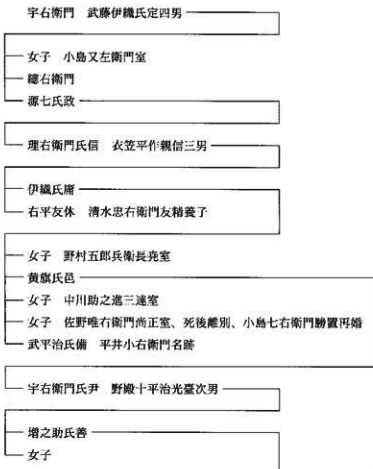 宇右衛門　武藤伊織氏定四男
女子　小島又左衛門室
總右衛門
源七氏政
理右衛門氏信　衣笠平作親信三男
伊織氏庸
右平友休　清水忠右衛門友精養子
女子　野村五郎兵衛長堯室
黄旗氏邑
女子　中川助之進三達室
女子　佐野唯右衛門尚正室、死後離別、小島七右衛門勝置再婚
武平治氏備　平井小右衛門名跡
宇右衛門氏尹　野殿十平治光臺次男
増之助氏善
女子